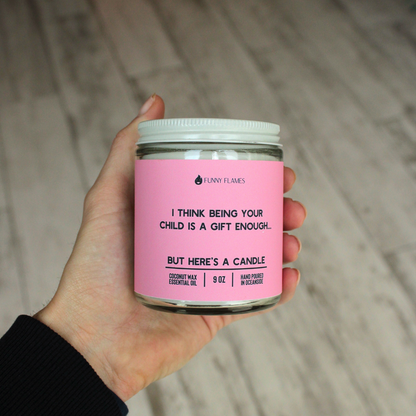 FUNNY FLAMES
I THINK BEING YOUR
CHILD IS A GIFT ENOUGH...
BUT HERE'S A CANDLE
COCONUT WAX
ESSENTIAL OIL
9 OZ
HAND POURED
IN OCEANSIDE